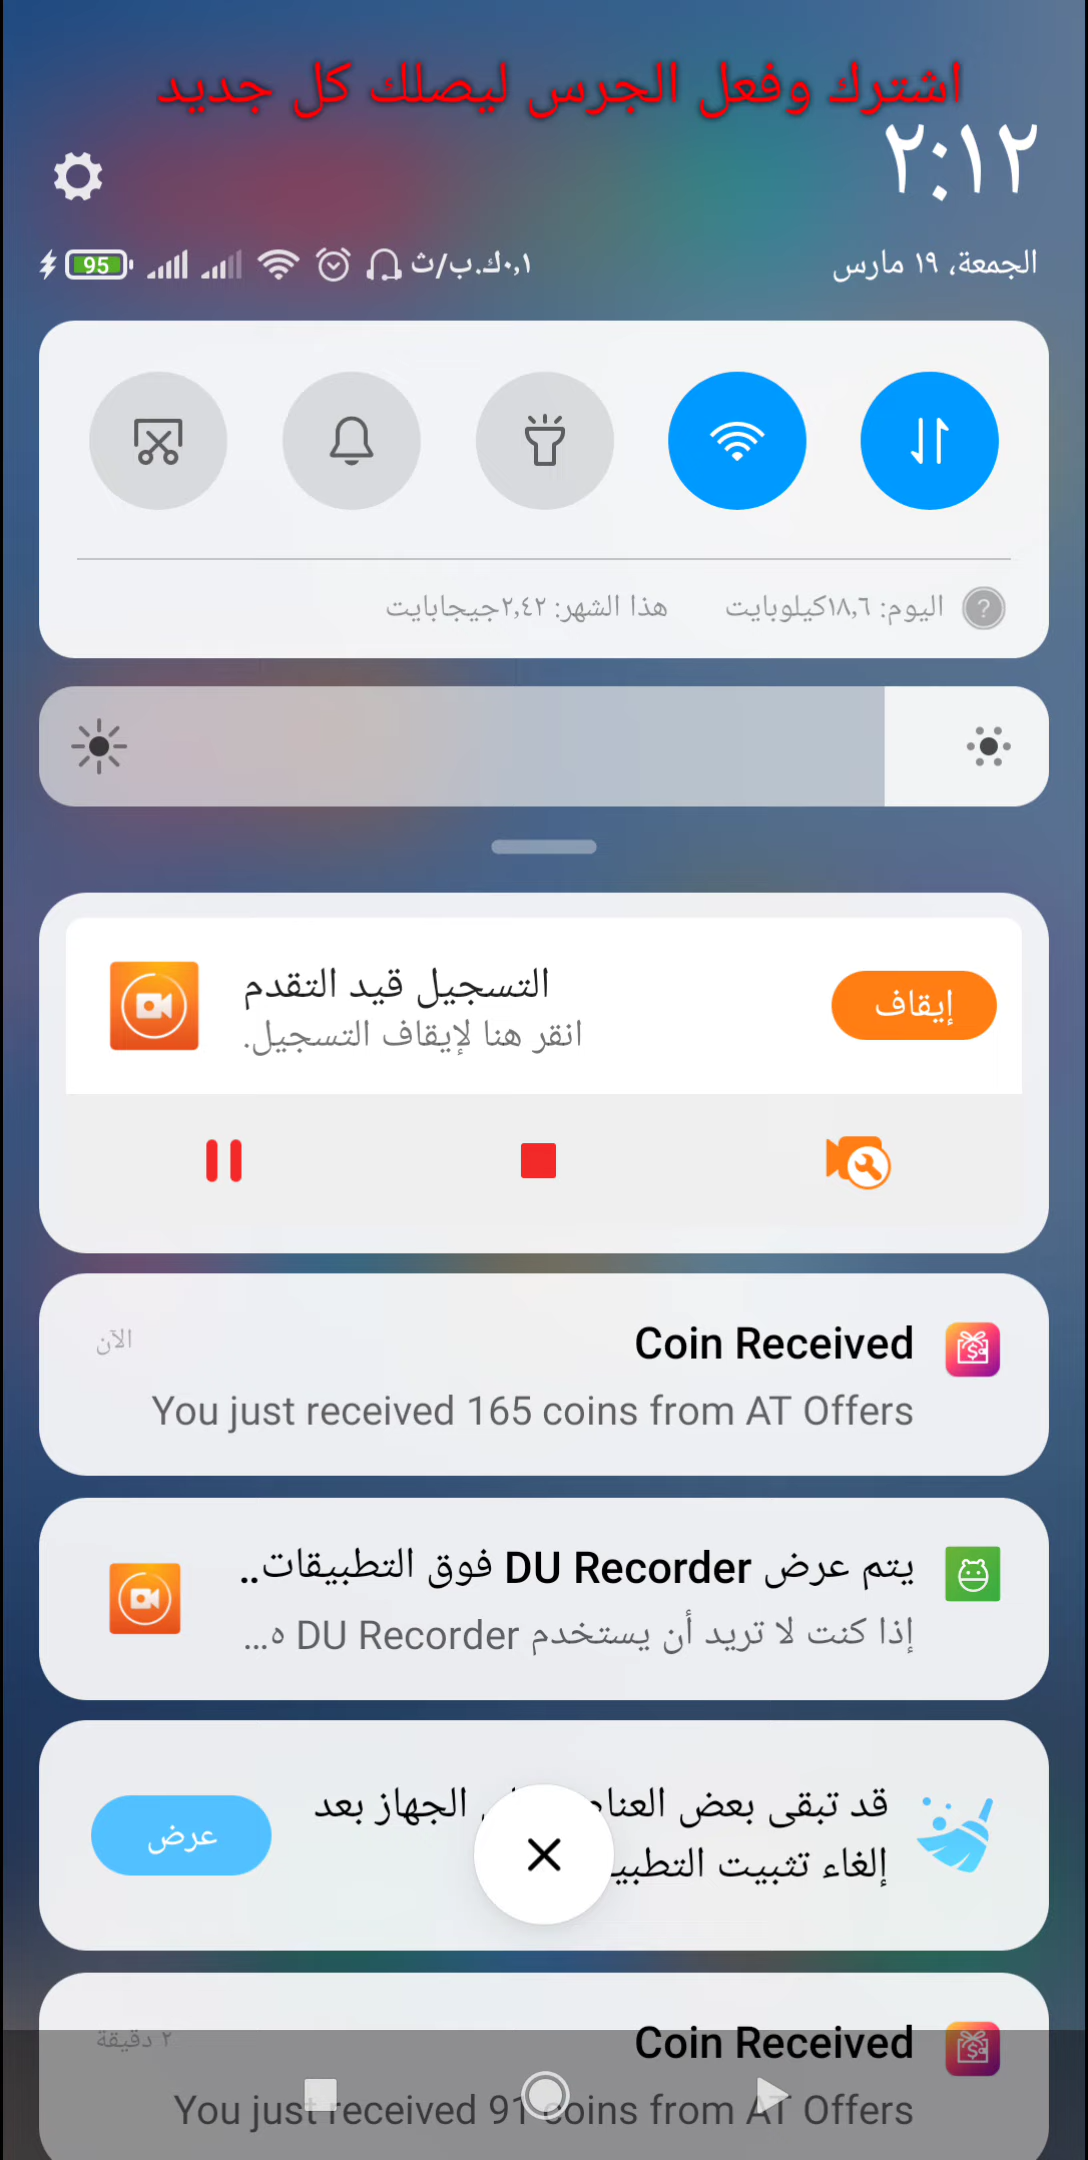 اشترك وفعل الجرس ليصلك كل جديد
٢:١٢
الجمعة، ١٩ مارس
٠,١ك.ب/ث
95
اليوم: ١٨,٦كيلوبايت هذا الشهر: ٢,٤٢جيجابايت
التسجيل قيد التقدم
انقر هنا لإيقاف التسجيل.
إيقاف
Coin Received
الآن
You just received 165 coins from AT Offers
يتم عرض DU Recorder فوق التطبيقات..
إذا كنت لا تريد أن يستخدم DU Recorder ه...
قد تبقى بعض الجهاز بعد
إلغاء تثبيت
عرض
Coin Received
٢ دقيقة
You just received 91 coins from AT Offers